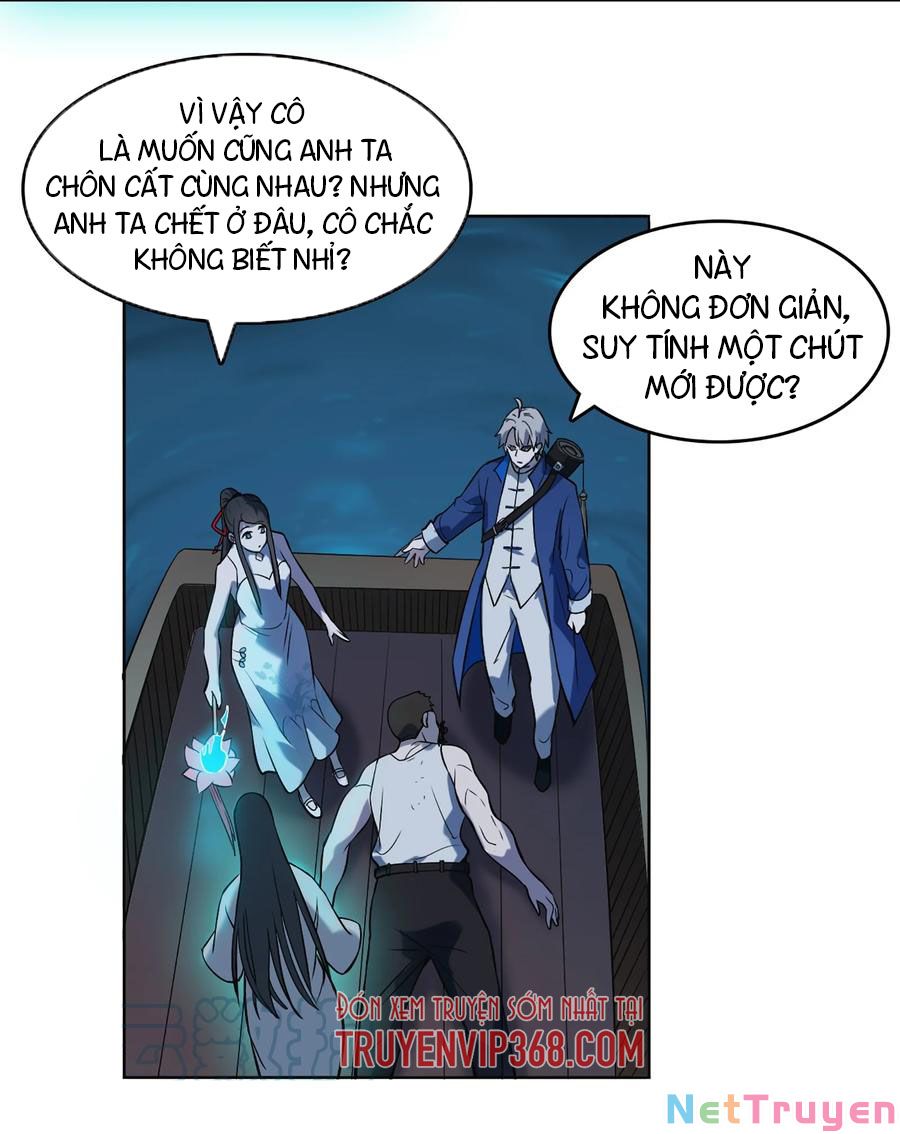 VÌ VẬY CÔ
LÀ MUỐN CŨNG ANH TA
CHÔN CẤT CÙNG NHAU? NHƯNG
ANH TA CHẾT Ở ĐÂU, CÔ CHẮC
KHÔNG BIẾT NHỈ?
NÀY
KHÔNG ĐƠN GIẢN,
SUY TÍNH MỘT CHÚT
MỚI ĐƯỢC?
ĐÓN XEM TRUYỆN SỚM NHẤT TẠI
TRUYENVIP368.COM
NetTruyen